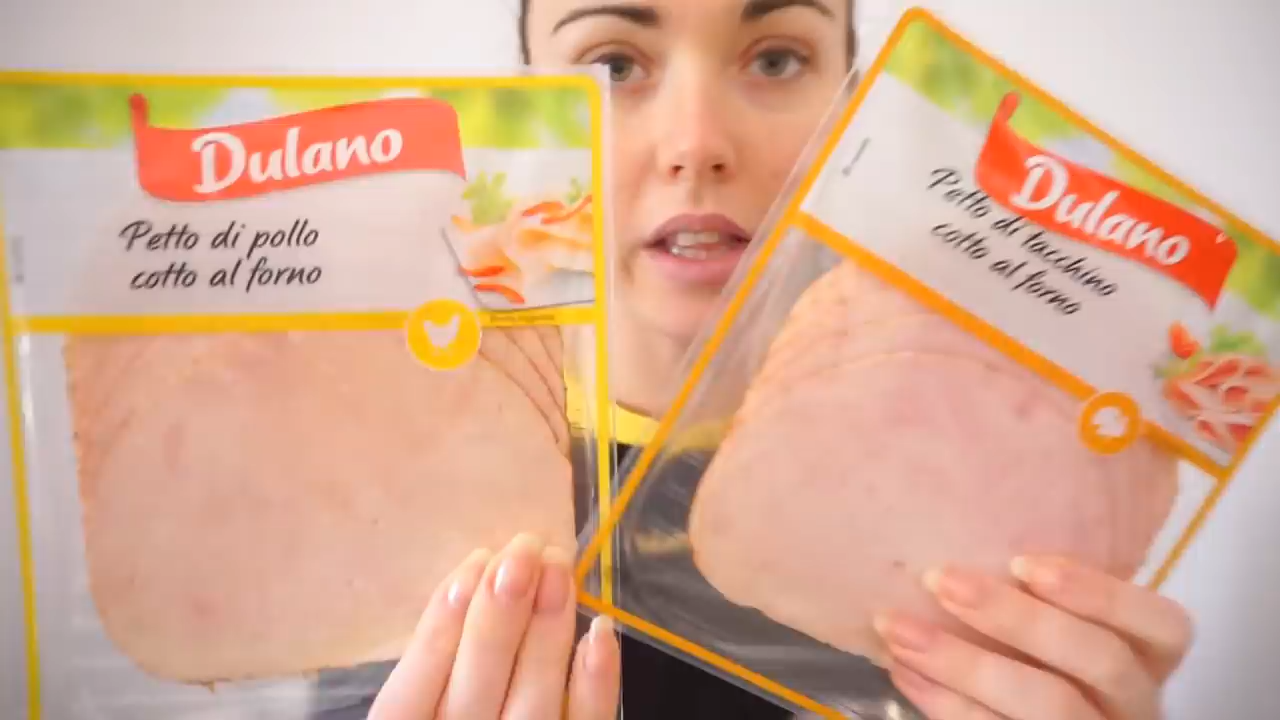 Dulano
Petto di pollo
cotto al forno
Dulano
Petto di tacchino
cotto al forno